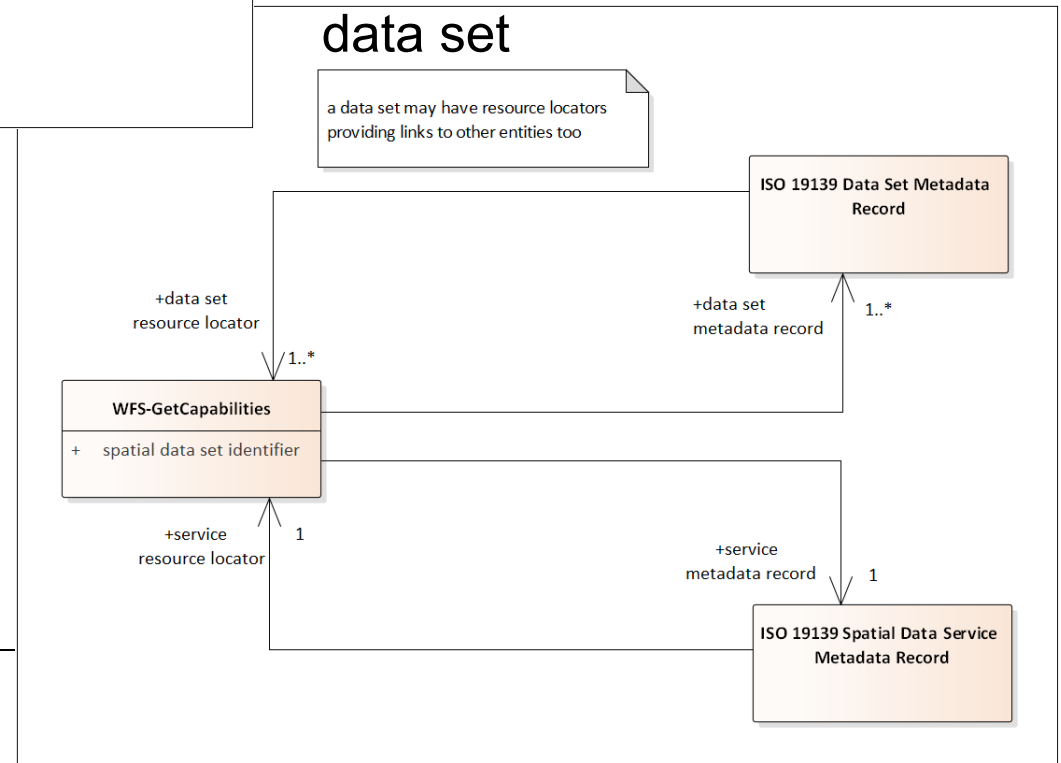 data set
a data set may have resource locators
providing links to other entities too
ISO 19139 Data Set Metadata
Record
+data set
resource locator
1..*
+data set
metadata record
1..*
WFS-GetCapabilities
+ spatial data set identifier
+service
resource locator
1
+service
metadata record
1
ISO 19139 Spatial Data Service
Metadata Record